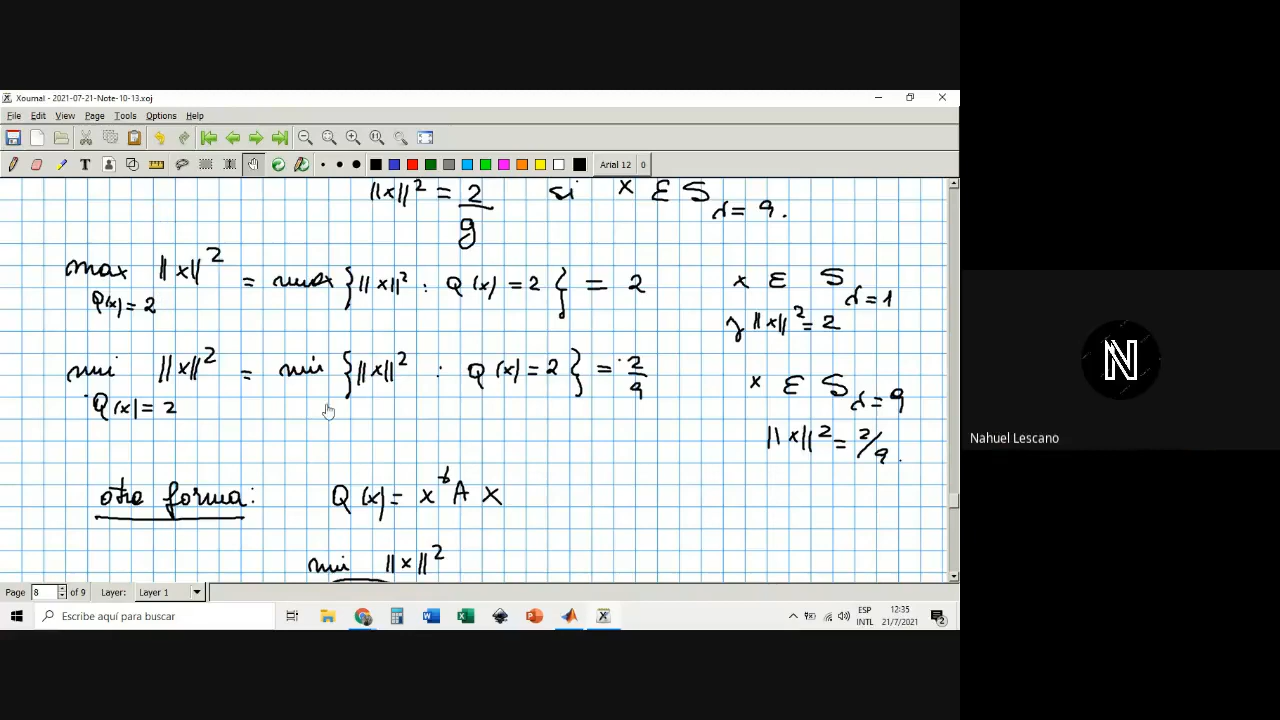 Xournal - 2021-07-21-Note-10-13.xoj
File Edit View Page Tools Options Help
Arial 12 0
||x||² = 2/9 si x ∈ S λ=9.
max ||x||² = max {||x||² : Q(x) = 2} = 2
Q(x) = 2
x ∈ S λ=1
y ||x||² = 2
min ||x||² = min {||x||² : Q(x) = 2} = 2/9
Q(x) = 2
x ∈ S λ=9
||x||² = 2/9.
otra forma: Q(x) = xᵗ A x
min ||x||²
Page 8 of 9 Layer: Layer 1
Escribe aquí para buscar
ESP
INTL
12:35
21/7/2021
2
N
Nahuel Lescano